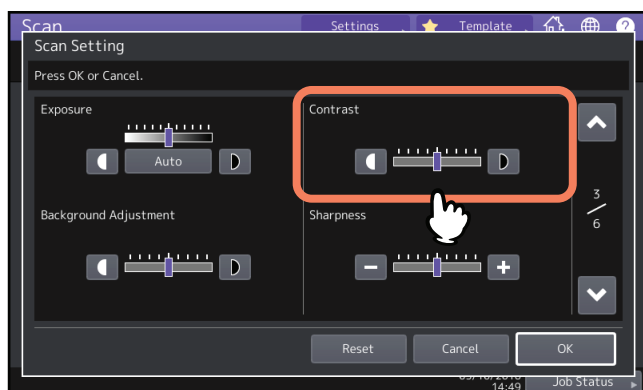 Scan
Settings
Template
Scan Setting
Press OK or Cancel.
Exposure
Auto
Contrast
Background Adjustment
Sharpness
3
6
Reset
Cancel
OK
14:49
Job Status